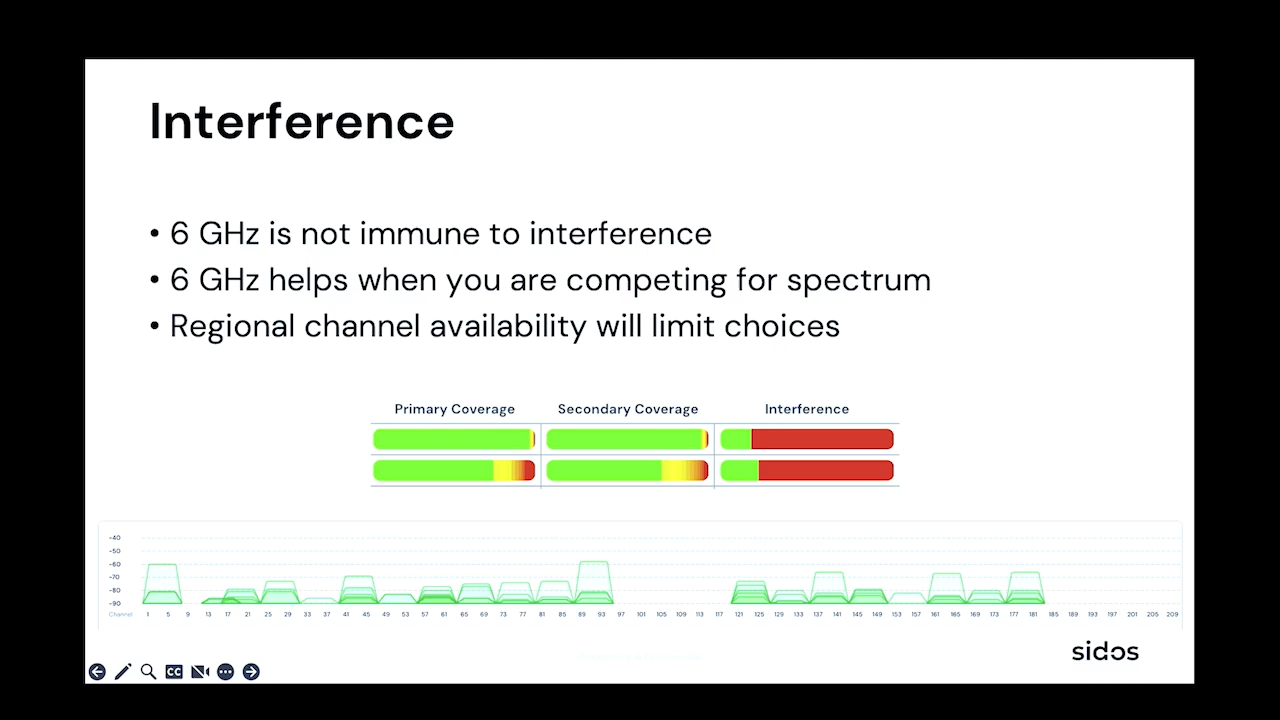 Interference
• 6 GHz is not immune to interference
• 6 GHz helps when you are competing for spectrum
• Regional channel availability will limit choices
Primary Coverage Secondary Coverage Interference
-40
-50
-60
-70
-80
-90
Channel 1 5 9 13 17 21 25 29 33 37 41 45 49 53 57 61 65 69 73 77 81 85 89 93 97 101 105 109 113 117 121 125 129 133 137 141 145 149 153 157 161 165 169 173 177 181 185 189 193 197 201 205 209
sidos
CC